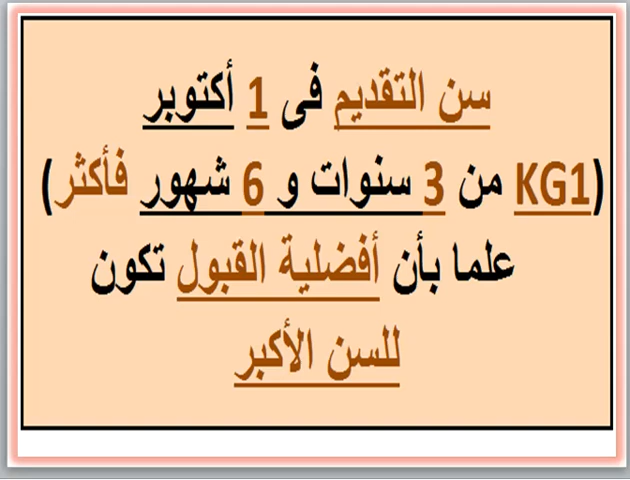 سن التقديم فى 1 أكتوبر
(KG1 من 3 سنوات و 6 شهور فأكثر)
علما بأن أفضلية القبول تكون
للسن الأكبر